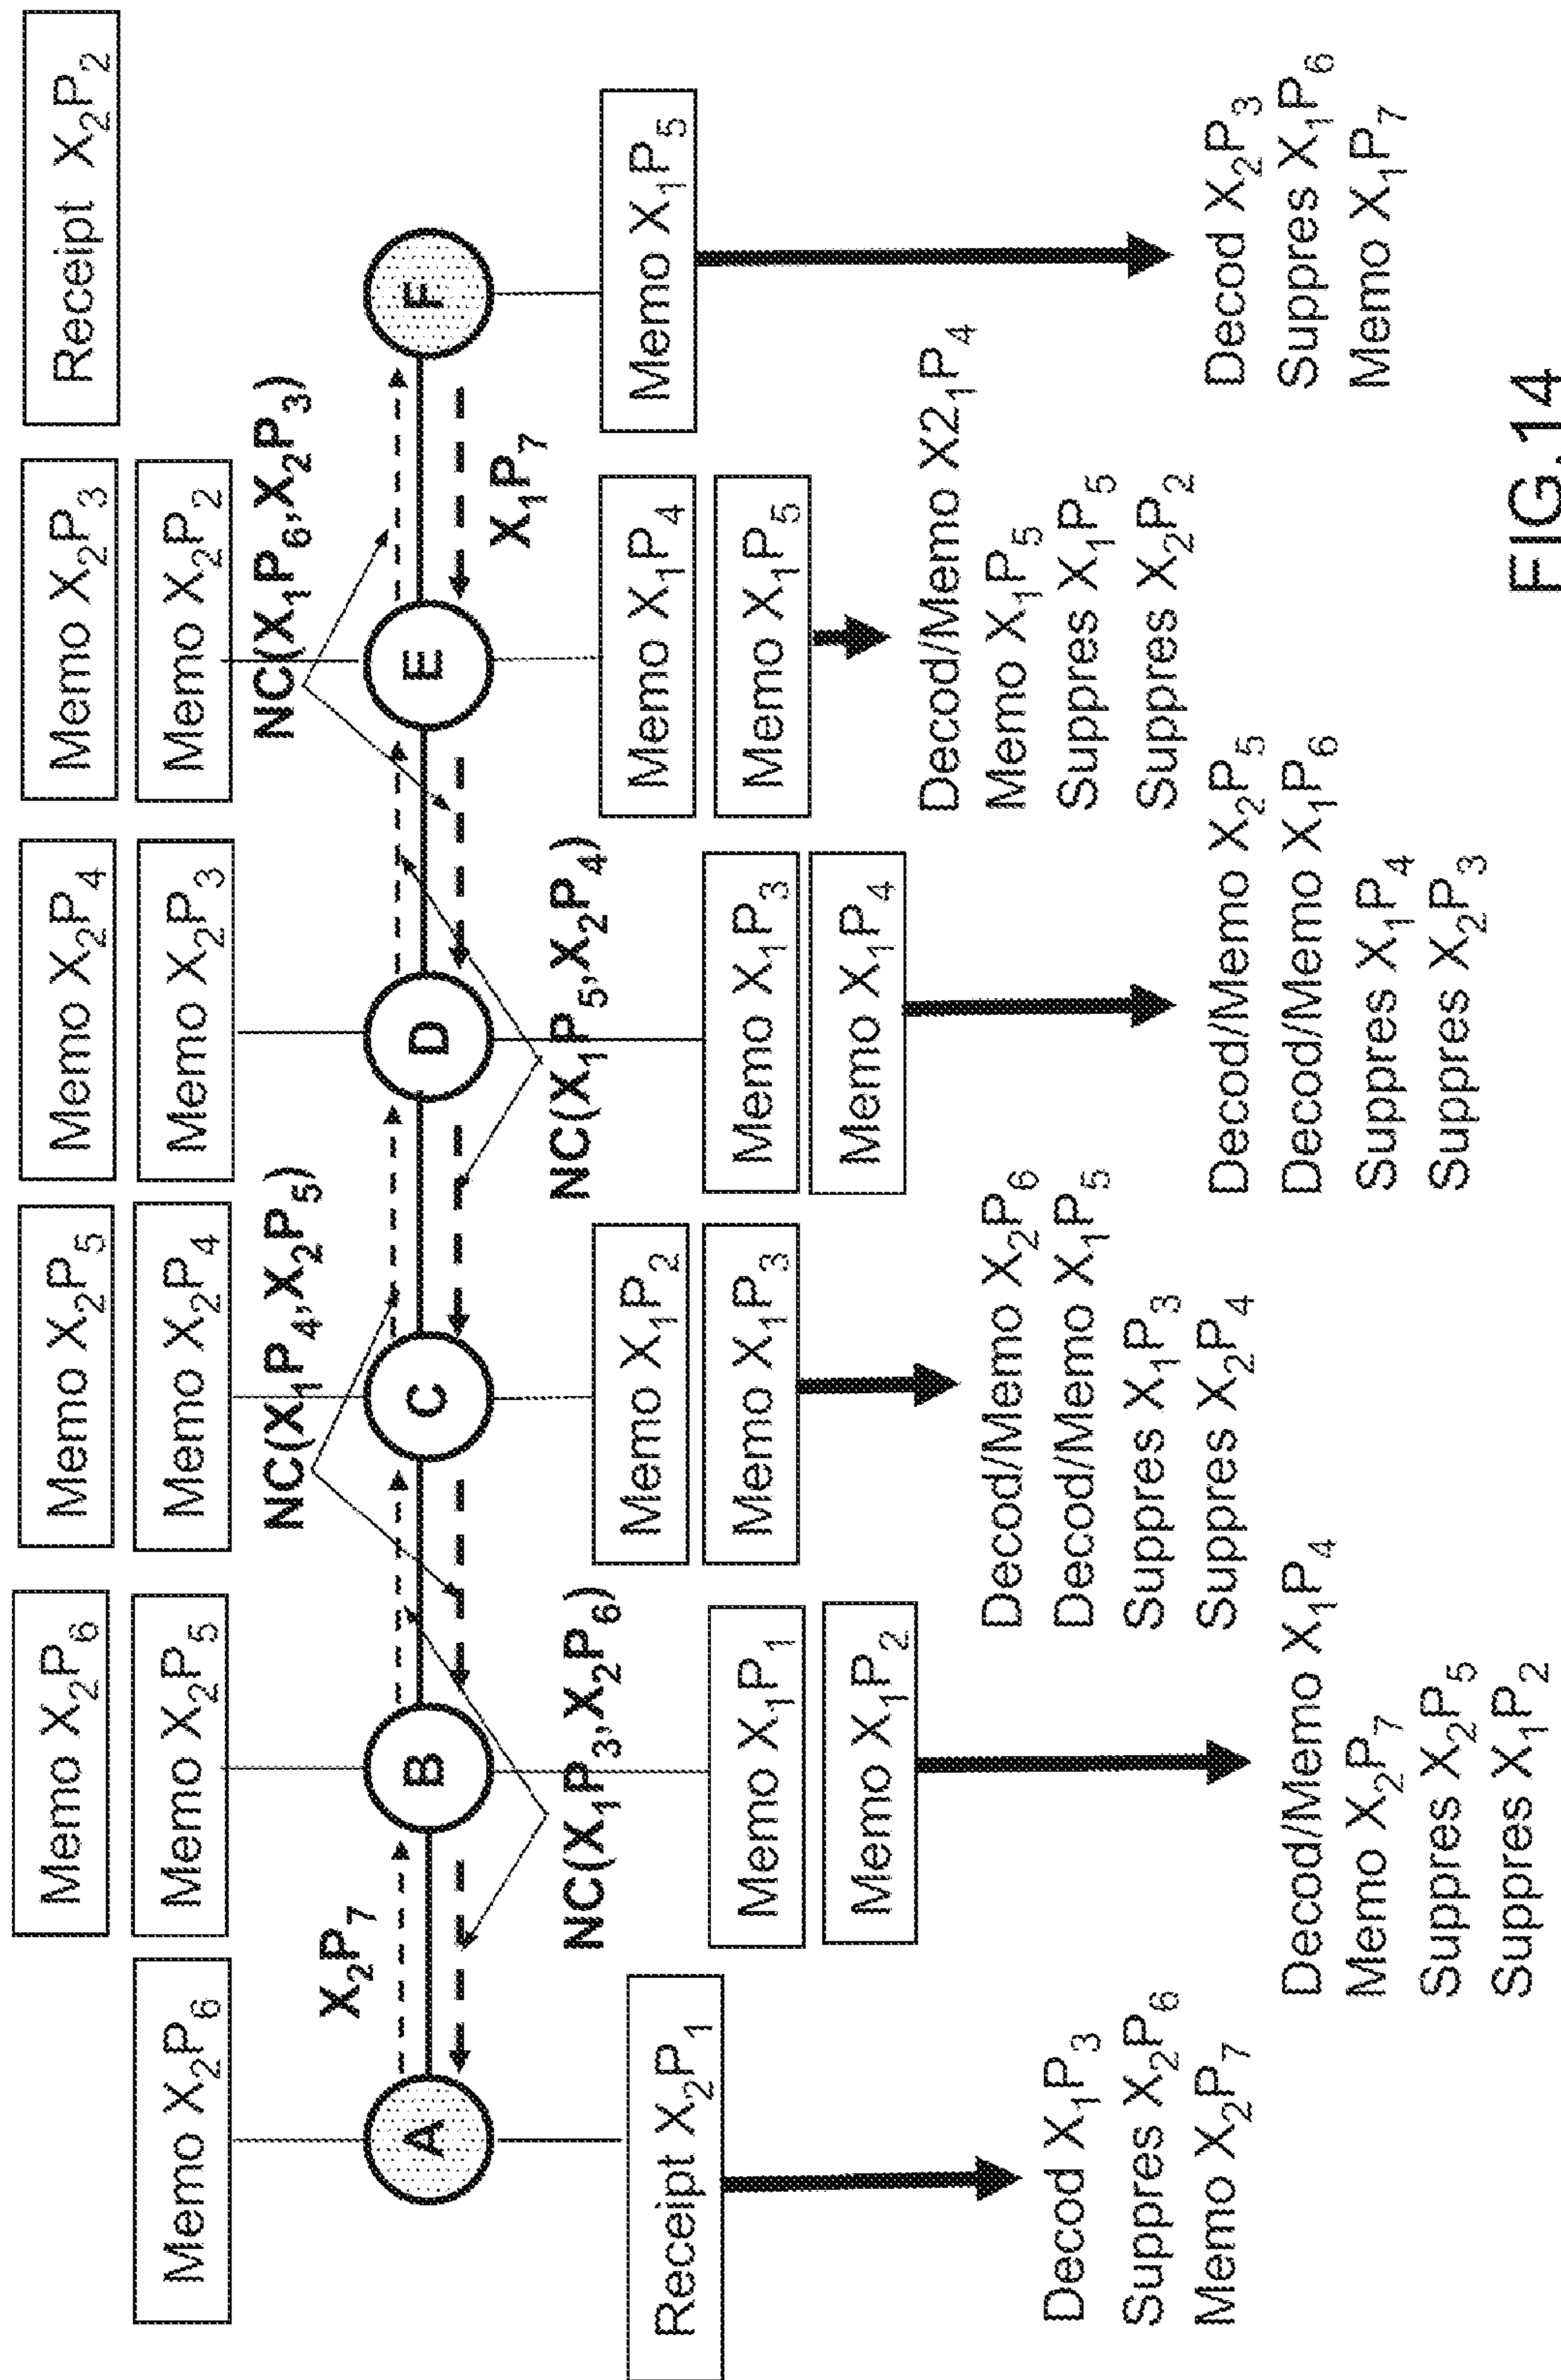 Memo X₂P₆
Memo X₂P₆
Memo X₂P₅
Memo X₂P₅
Memo X₂P₄
Memo X₂P₄
Memo X₂P₃
Memo X₂P₃
Memo X₂P₂
Receipt X₂P₂
X₂P₇
NC(X₁P₄,X₂P₅)
NC(X₁P₆,X₂P₃)
A
B
C
D
E
F
NC(X₁P₃,X₂P₆)
NC(X₁P₅,X₂P₄)
X₁P₇
Receipt X₂P₁
Memo X₁P₁
Memo X₁P₂
Memo X₁P₂
Memo X₁P₃
Memo X₁P₃
Memo X₁P₄
Memo X₁P₄
Memo X₁P₅
Memo X₁P₅
Decod X₁P₃
Suppres X₂P₆
Memo X₂P₇
Decod/Memo X₁P₄
Memo X₂P₇
Suppres X₂P₅
Suppres X₁P₂
Decod/Memo X₂P₆
Decod/Memo X₁P₅
Suppres X₁P₃
Suppres X₂P₄
Decod/Memo X₂P₅
Decod/Memo X₁P₆
Suppres X₁P₄
Suppres X₂P₃
Decod/Memo X2₁P₄
Memo X₁P₅
Suppres X₁P₅
Suppres X₂P₂
Decod X₂P₃
Suppres X₁P₆
Memo X₁P₇
FIG.14